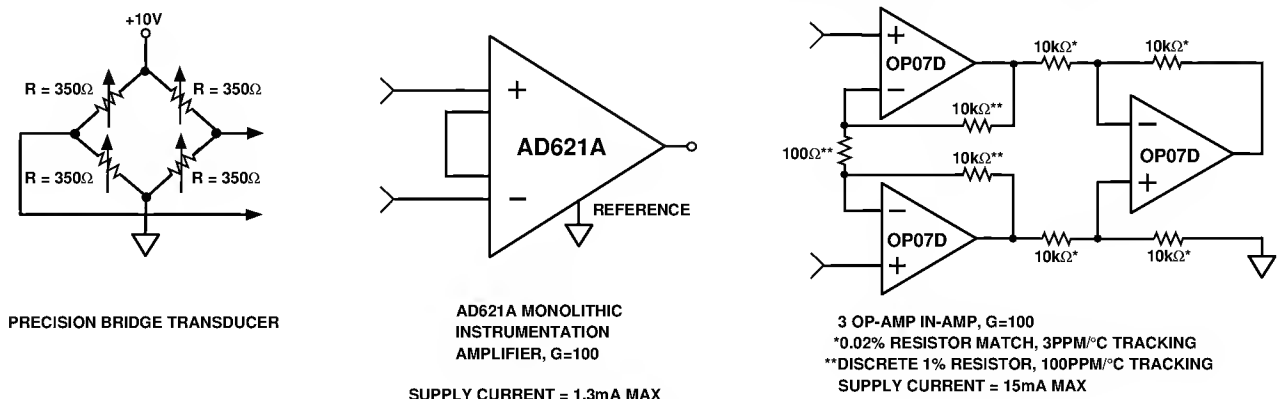 +10V
R = 350Ω
R = 350Ω
R = 350Ω
R = 350Ω
PRECISION BRIDGE TRANSDUCER
+
AD621A
−
REFERENCE
AD621A MONOLITHIC
INSTRUMENTATION
AMPLIFIER, G=100
SUPPLY CURRENT = 1.3mA MAX
+
OP07D
−
10kΩ*
10kΩ*
10kΩ**
100Ω**
10kΩ**
−
OP07D
+
−
OP07D
+
10kΩ*
10kΩ*
3 OP-AMP IN-AMP, G=100
*0.02% RESISTOR MATCH, 3PPM/°C TRACKING
**DISCRETE 1% RESISTOR, 100PPM/°C TRACKING
SUPPLY CURRENT = 15mA MAX